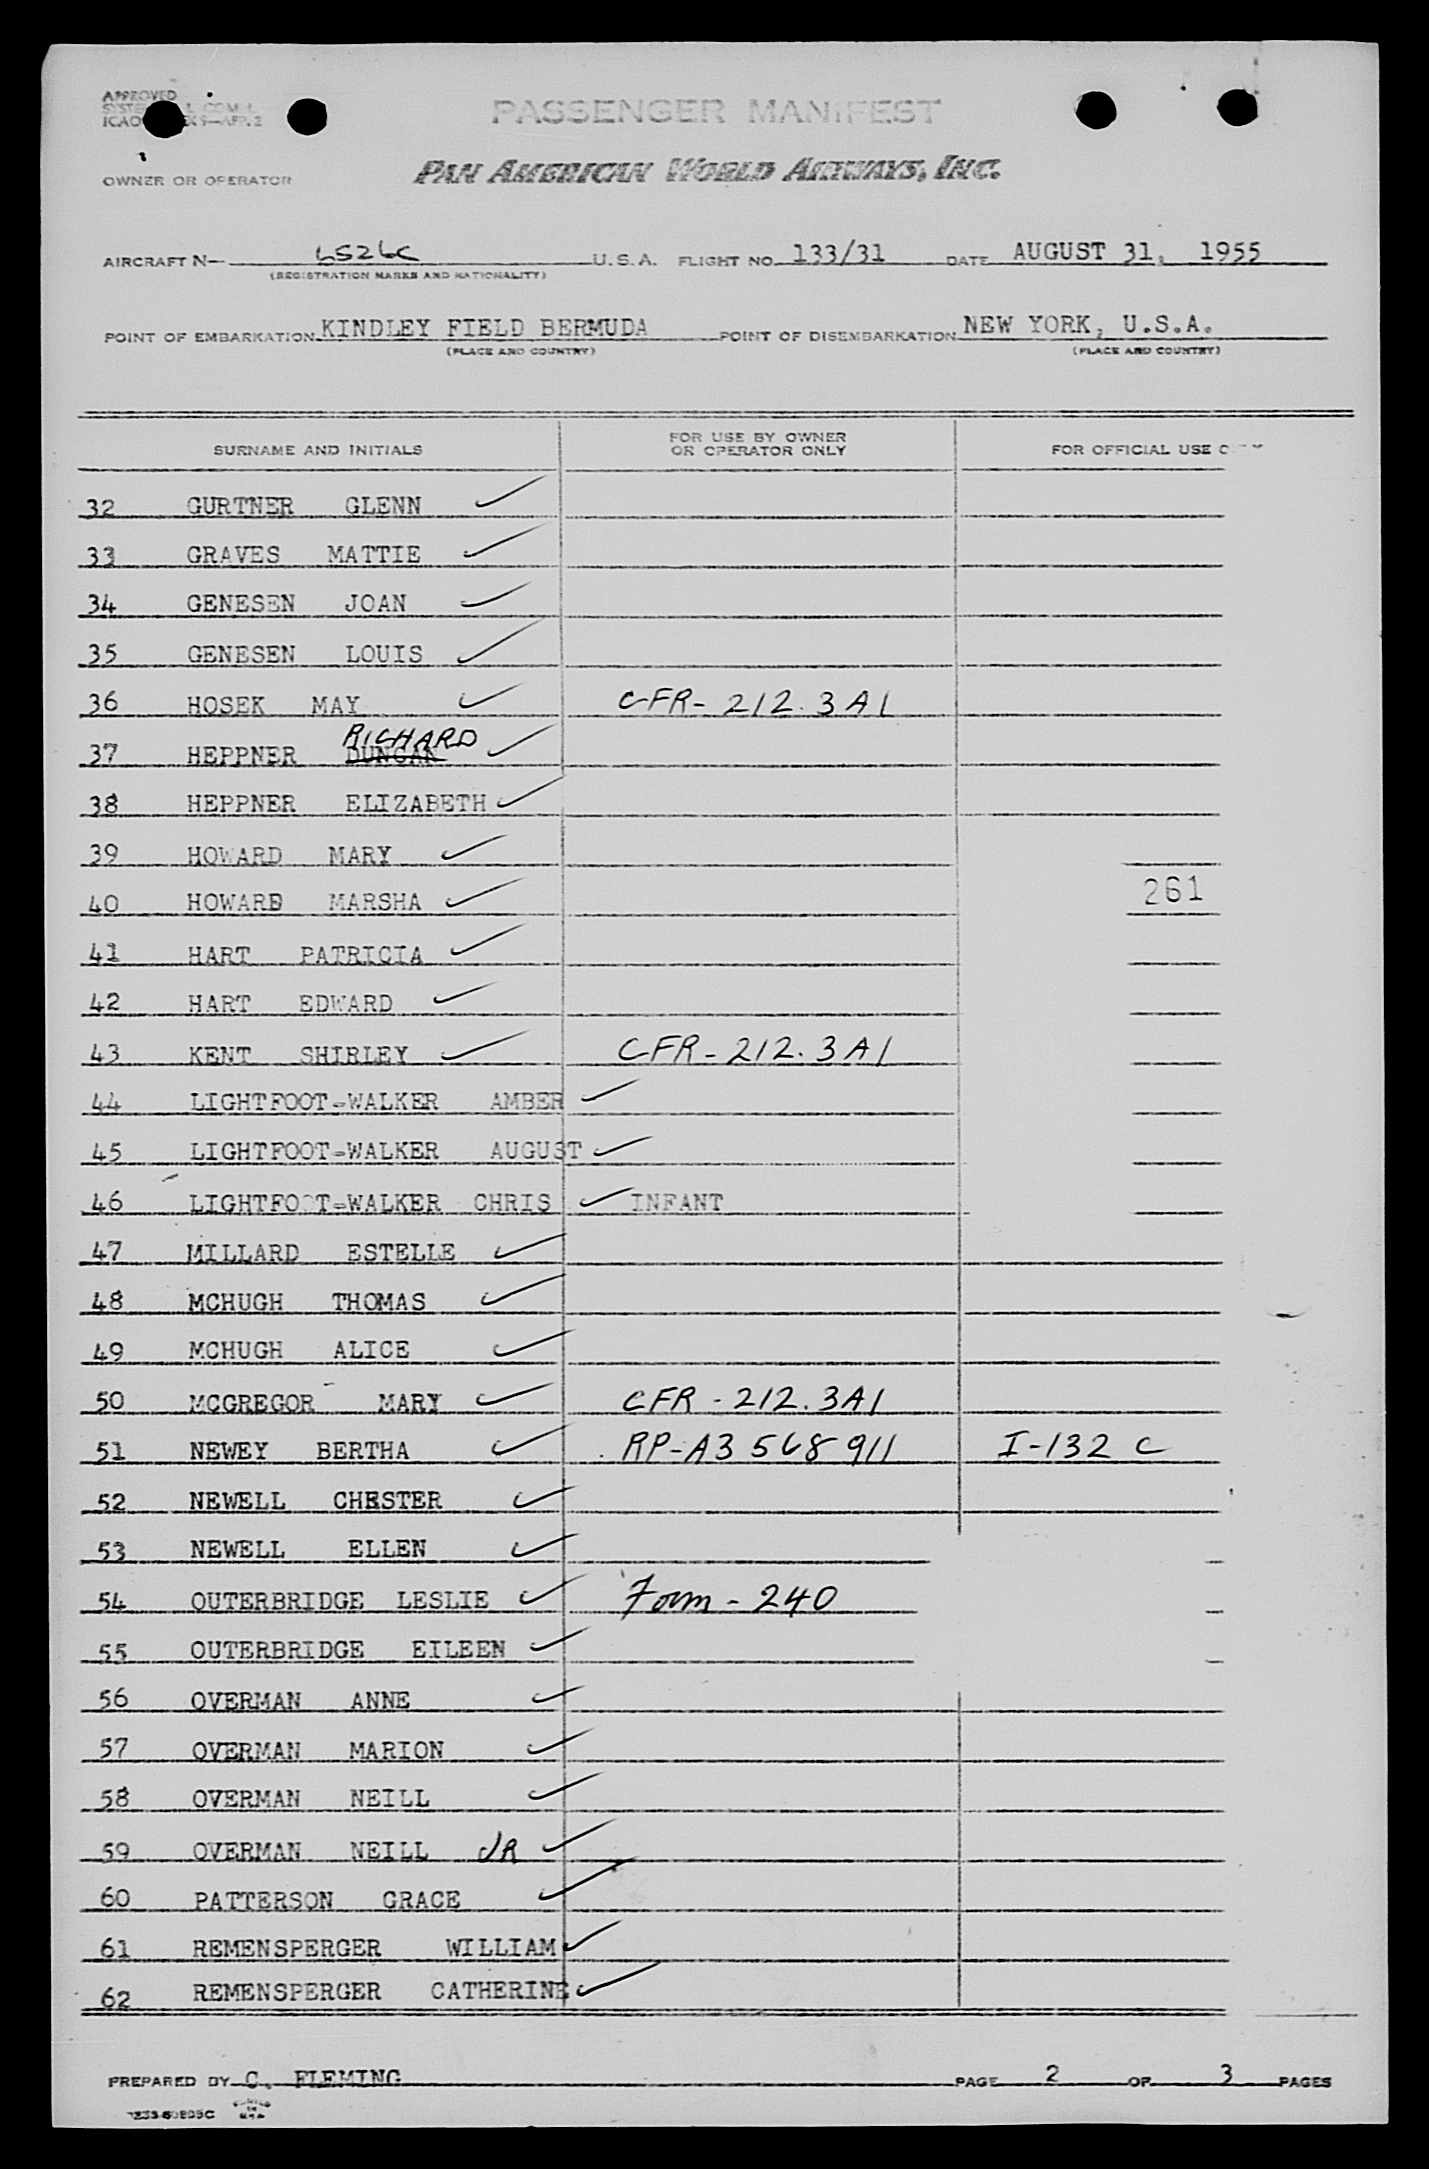 APPROVED
PASSENGER MANIFEST
OWNER OR OPERATOR
PAN AMERICAN WORLD AIRWAYS, INC.
AIRCRAFT N— 6526C U.S.A. FLIGHT NO. 133/31 DATE AUGUST 31, 1955
(REGISTRATION MARKS AND NATIONALITY)
POINT OF EMBARKATION KINDLEY FIELD BERMUDA POINT OF DISEMBARKATION NEW YORK, U.S.A.
(PLACE AND COUNTRY) (PLACE AND COUNTRY)
SURNAME AND INITIALS FOR USE BY OWNER OR OPERATOR ONLY FOR OFFICIAL USE
32 GURTNER GLENN
33 GRAVES MATTIE
34 GENESEN JOAN
35 GENESEN LOUIS
36 HOSEK MAY CFR- 212.3A1
37 HEPPNER DUNCAN RICHARD
38 HEPPNER ELIZABETH
39 HOWARD MARY
40 HOWARD MARSHA 261
41 HART PATRICIA
42 HART EDWARD
43 KENT SHIRLEY CFR-212.3A1
44 LIGHTFOOT-WALKER AMBER
45 LIGHTFOOT-WALKER AUGUST
46 LIGHTFOOT-WALKER CHRIS INFANT
47 MILLARD ESTELLE
48 MCHUGH THOMAS
49 MCHUGH ALICE
50 MCGREGOR MARY CFR-212.3A1
51 NEWEY BERTHA RP-A3 568 911 I-132 C
52 NEWELL CHESTER
53 NEWELL ELLEN
54 OUTERBRIDGE LESLIE Form-240
55 OUTERBRIDGE EILEEN
56 OVERMAN ANNE
57 OVERMAN MARION
58 OVERMAN NEILL
59 OVERMAN NEILL JR
60 PATTERSON GRACE
61 REMENSPERGER WILLIAM
62 REMENSPERGER CATHERINE
PREPARED BY C. FLEMING PAGE 2 OF 3 PAGES